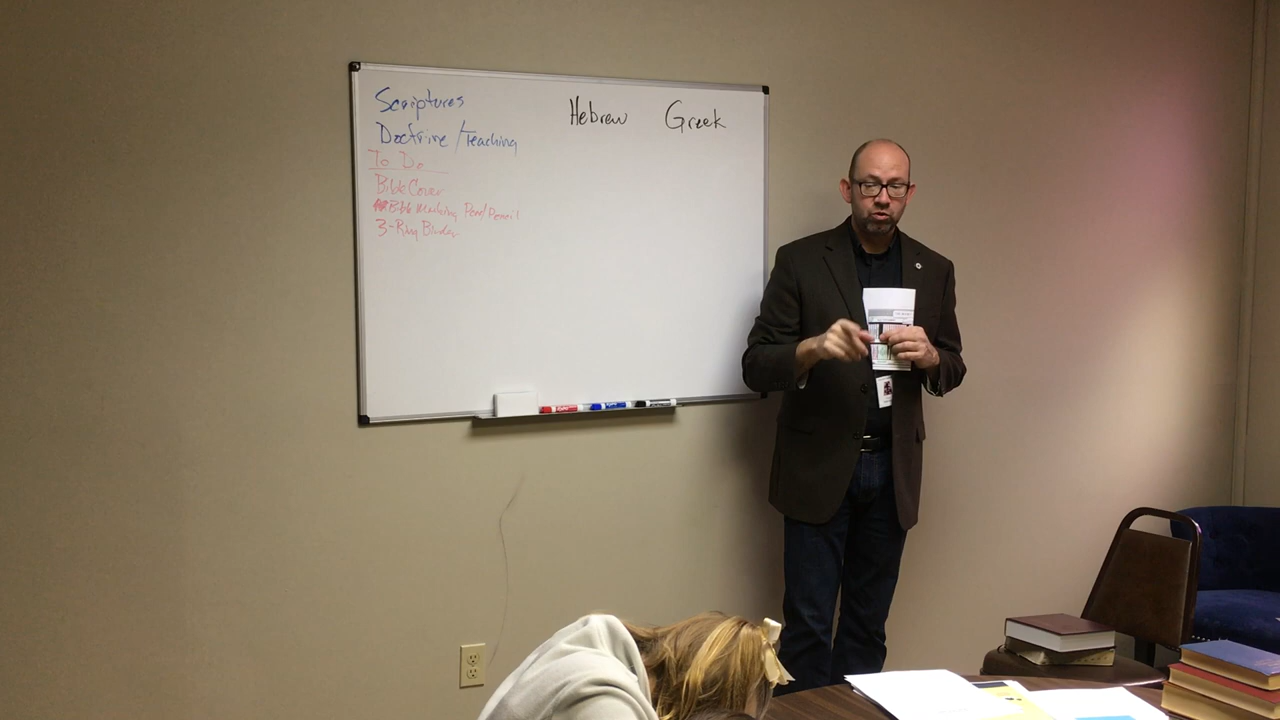 Scriptures
Hebrew Greek
Doctrine/Teaching
To Do
Bible Cover
Bible Marking Pen/Pencil
3-Ring Binder